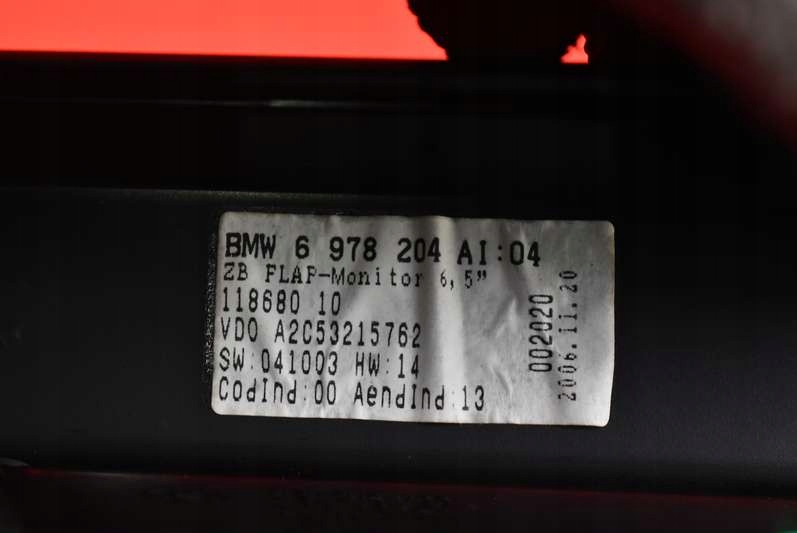 BMW 6 978 204 AI:04
ZB FLAP-Monitor 6,5"
118680 10
VDO A2C53215762
SW:041003 HW:14
CodInd:00 AendInd:13
002020
2006.11.20